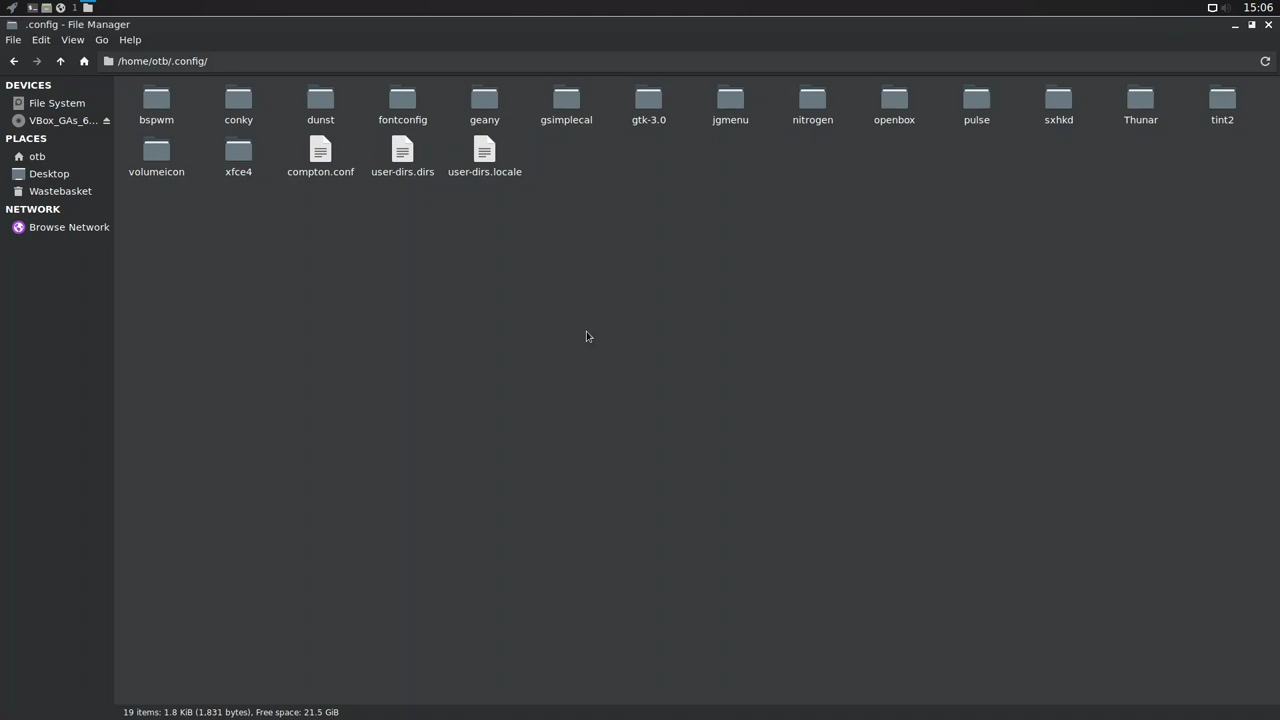 1 15:06
.config - File Manager
File Edit View Go Help
/home/otb/.config/
DEVICES
File System
VBox_GAs_6...
PLACES
otb
Desktop
Wastebasket
NETWORK
Browse Network
bspwm conky dunst fontconfig geany gsimplecal gtk-3.0 jgmenu nitrogen openbox pulse sxhkd Thunar tint2
volumeicon xfce4 compton.conf user-dirs.dirs user-dirs.locale
19 items: 1.8 KiB (1,831 bytes), Free space: 21.5 GiB